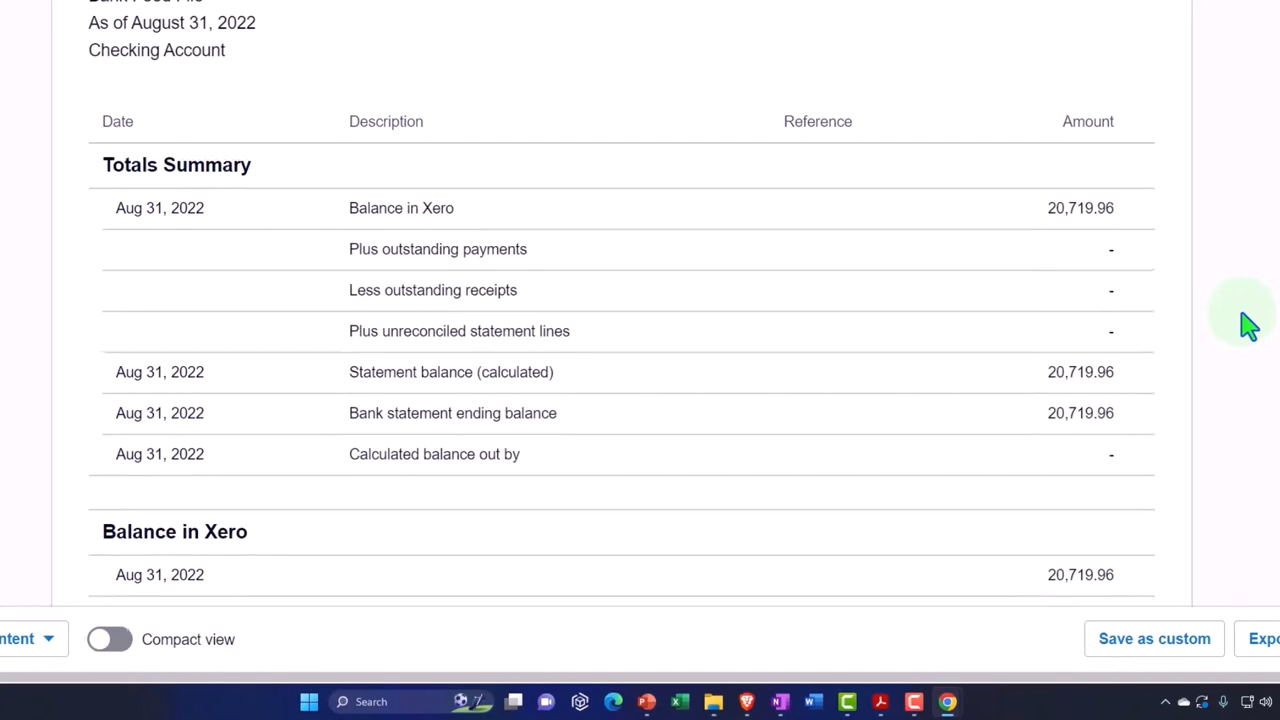 As of August 31, 2022
Checking Account
Date Description Reference Amount
Totals Summary
Aug 31, 2022 Balance in Xero 20,719.96
Plus outstanding payments -
Less outstanding receipts -
Plus unreconciled statement lines -
Aug 31, 2022 Statement balance (calculated) 20,719.96
Aug 31, 2022 Bank statement ending balance 20,719.96
Aug 31, 2022 Calculated balance out by -
Balance in Xero
Aug 31, 2022 20,719.96
ntent Compact view Save as custom Expo
Search